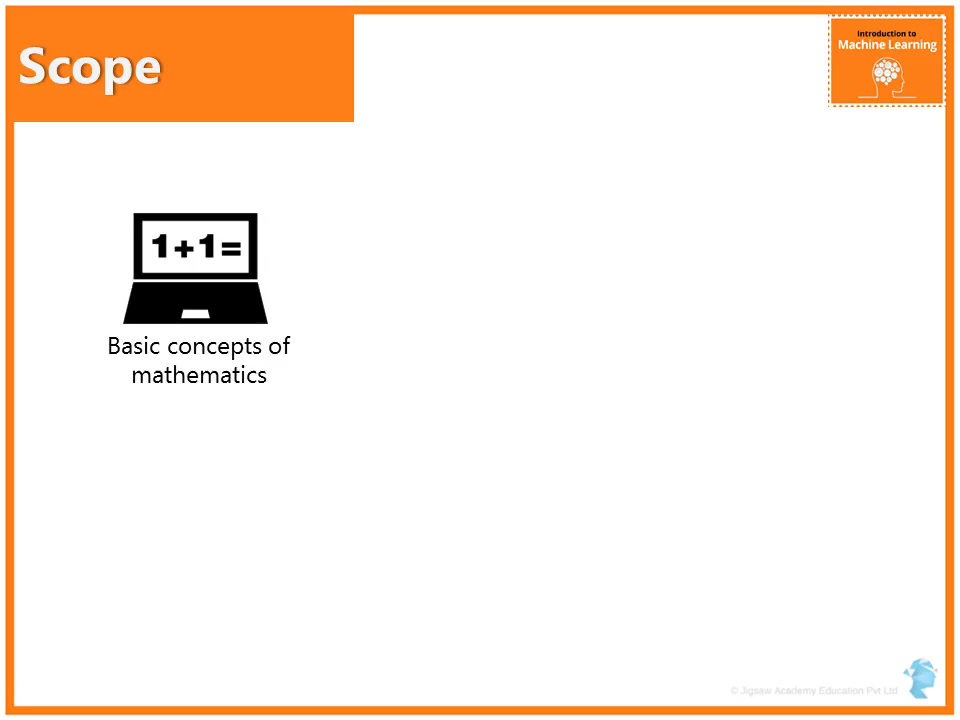 Scope
Introduction to
Machine Learning
1+1=
Basic concepts of
mathematics
© Jigsaw Academy Education Pvt Ltd